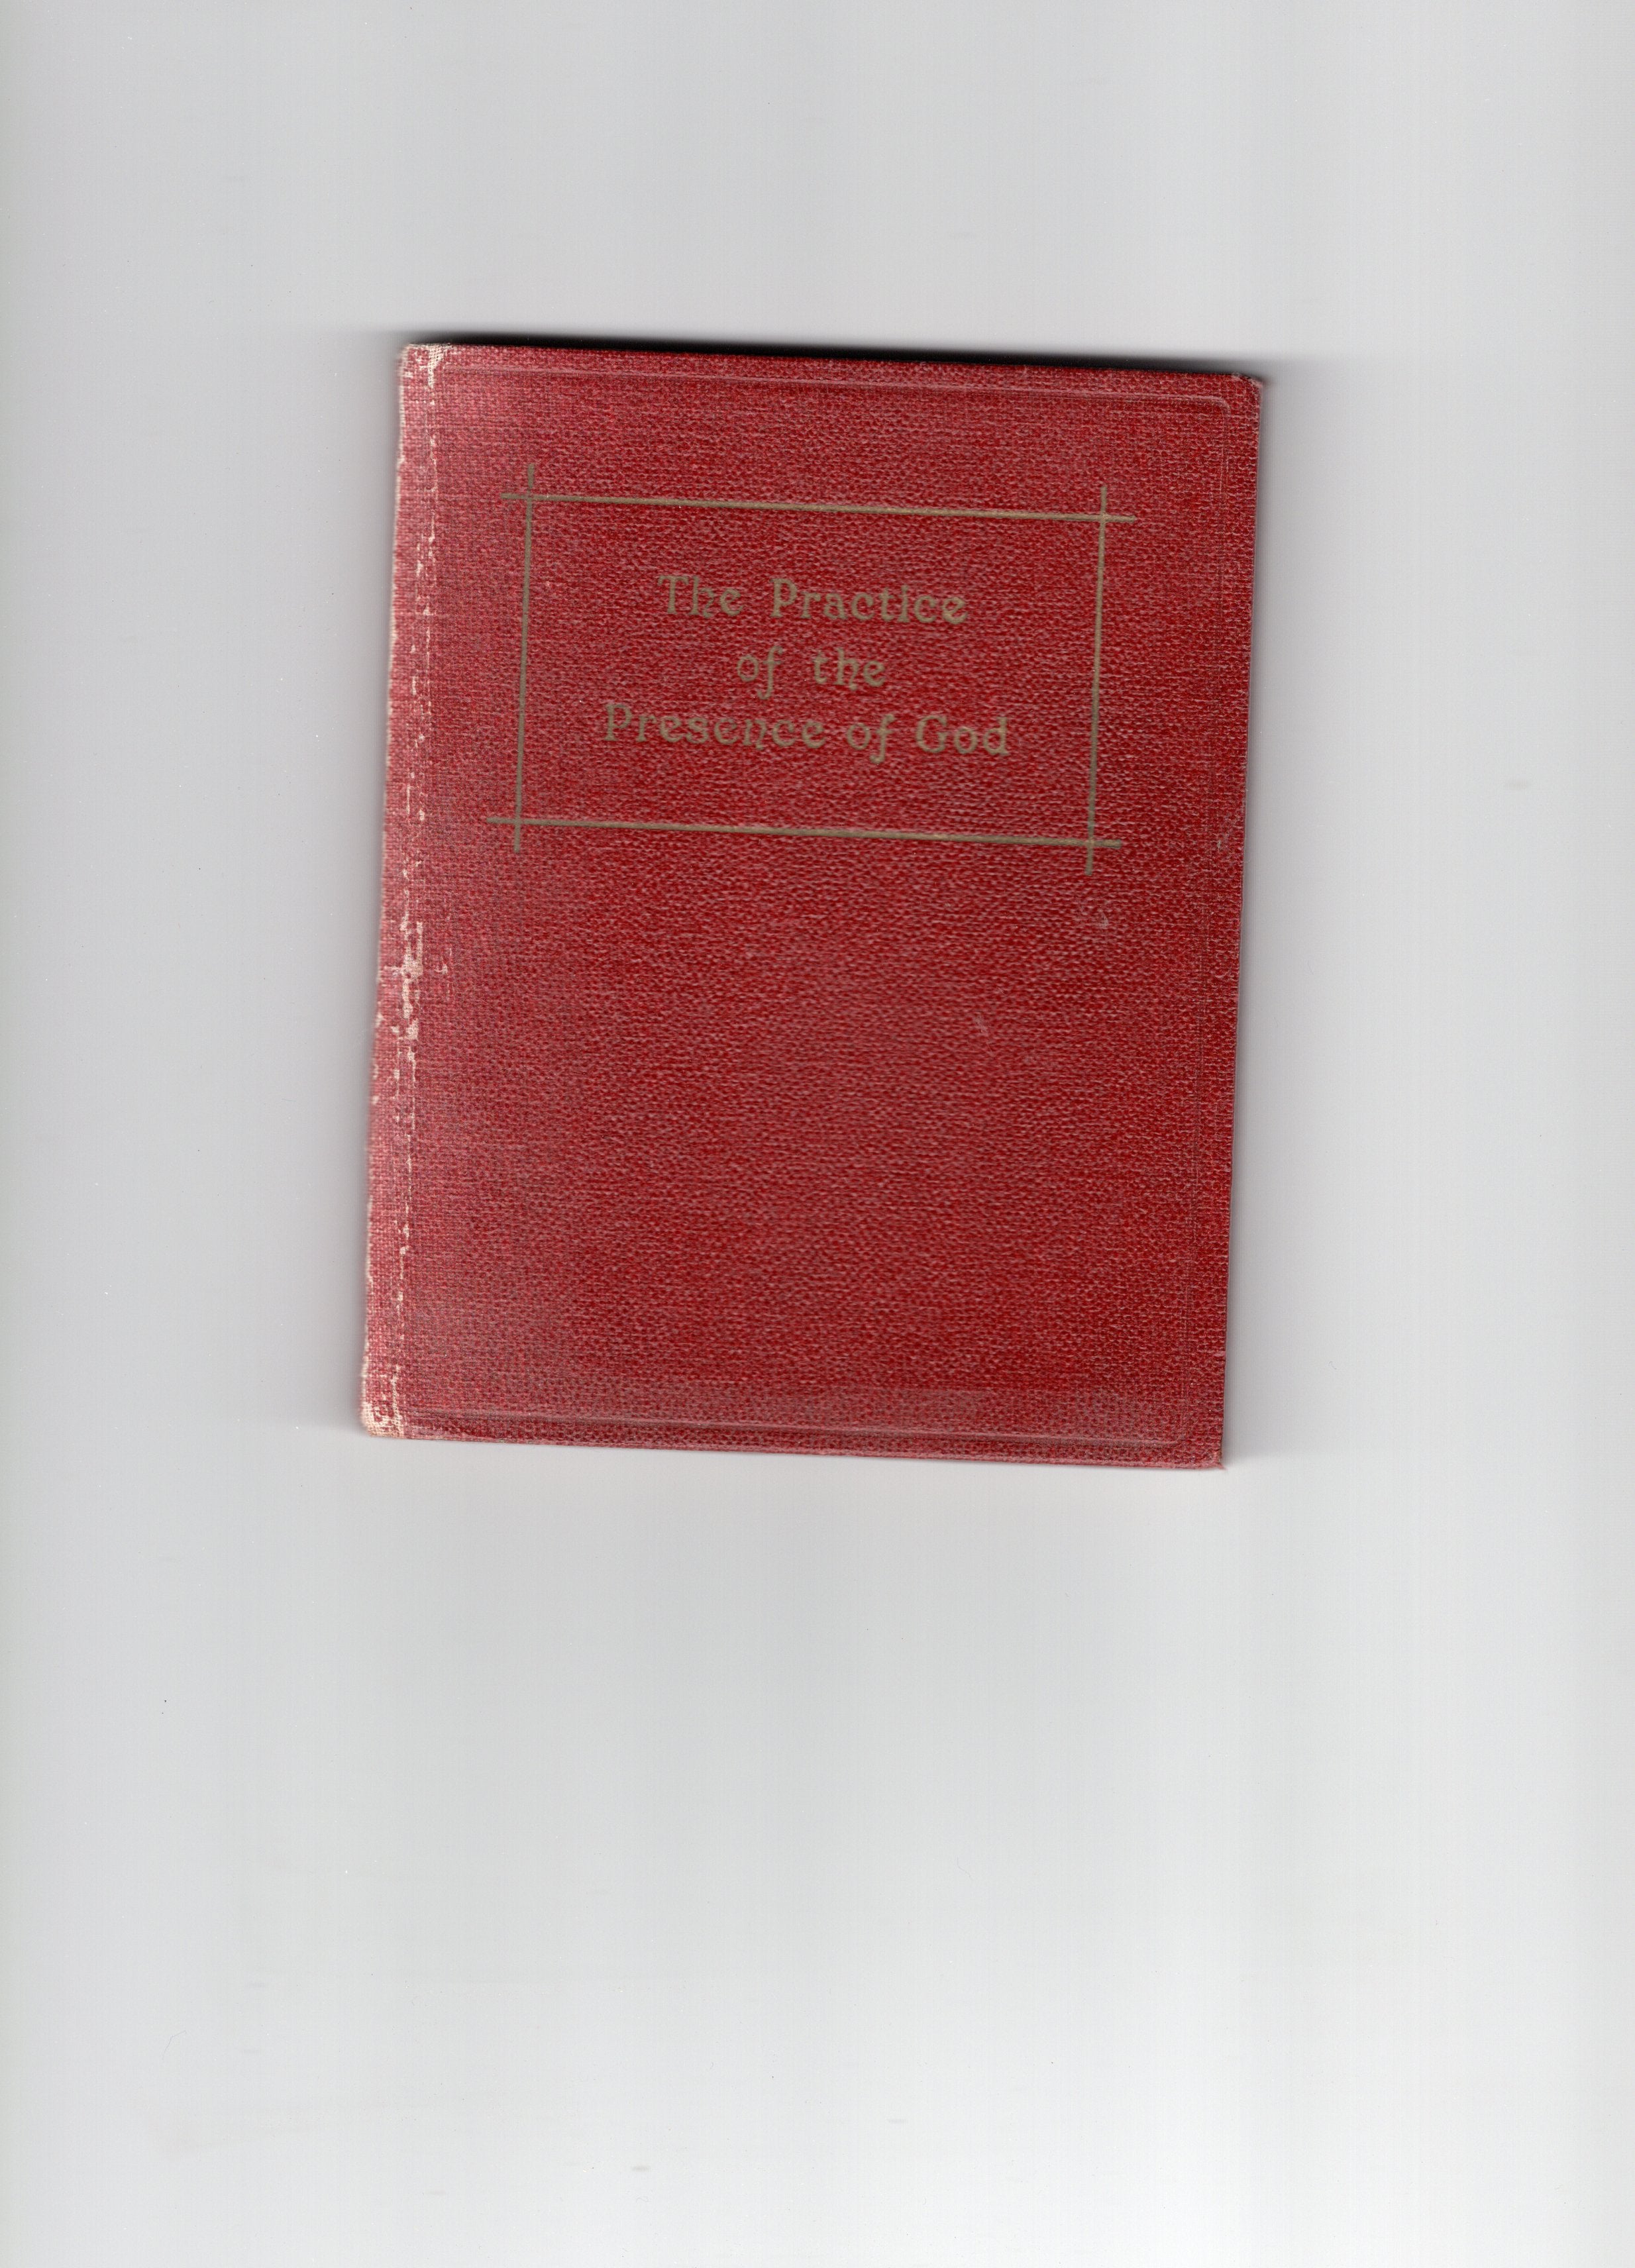 The Practice
of the
Presence of God